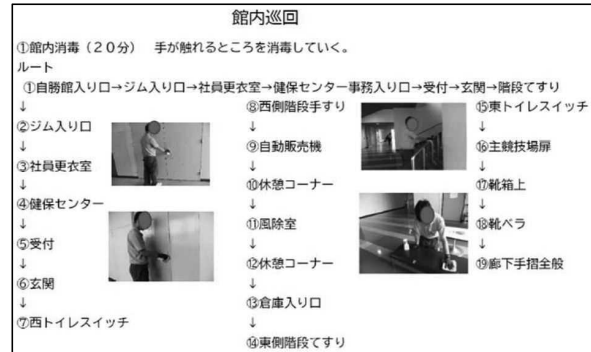 館内巡回
①館内消毒（２０分）　手が触れるところを消毒していく。
ルート
①自勝館入り口→ジム入り口→社員更衣室→健保センター事務入り口→受付→玄関→階段てすり
↓
②ジム入り口
↓
③社員更衣室
↓
④健保センター
↓
⑤受付
↓
⑥玄関
↓
⑦西トイレスイッチ
⑧西側階段手すり
↓
⑨自動販売機
↓
⑩休憩コーナー
↓
⑪風除室
↓
⑫休憩コーナー
↓
⑬倉庫入り口
↓
⑭東側階段てすり
⑮東トイレスイッチ
↓
⑯主競技場扉
↓
⑰靴箱上
↓
⑱靴ベラ
↓
⑲廊下手摺全般